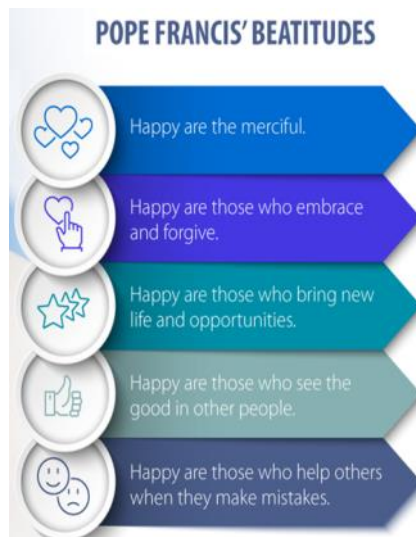 POPE FRANCIS' BEATITUDES
Happy are the merciful.
Happy are those who embrace
and forgive.
Happy are those who bring new
life and opportunities.
Happy are those who see the
good in other people.
Happy are those who help others
when they make mistakes.